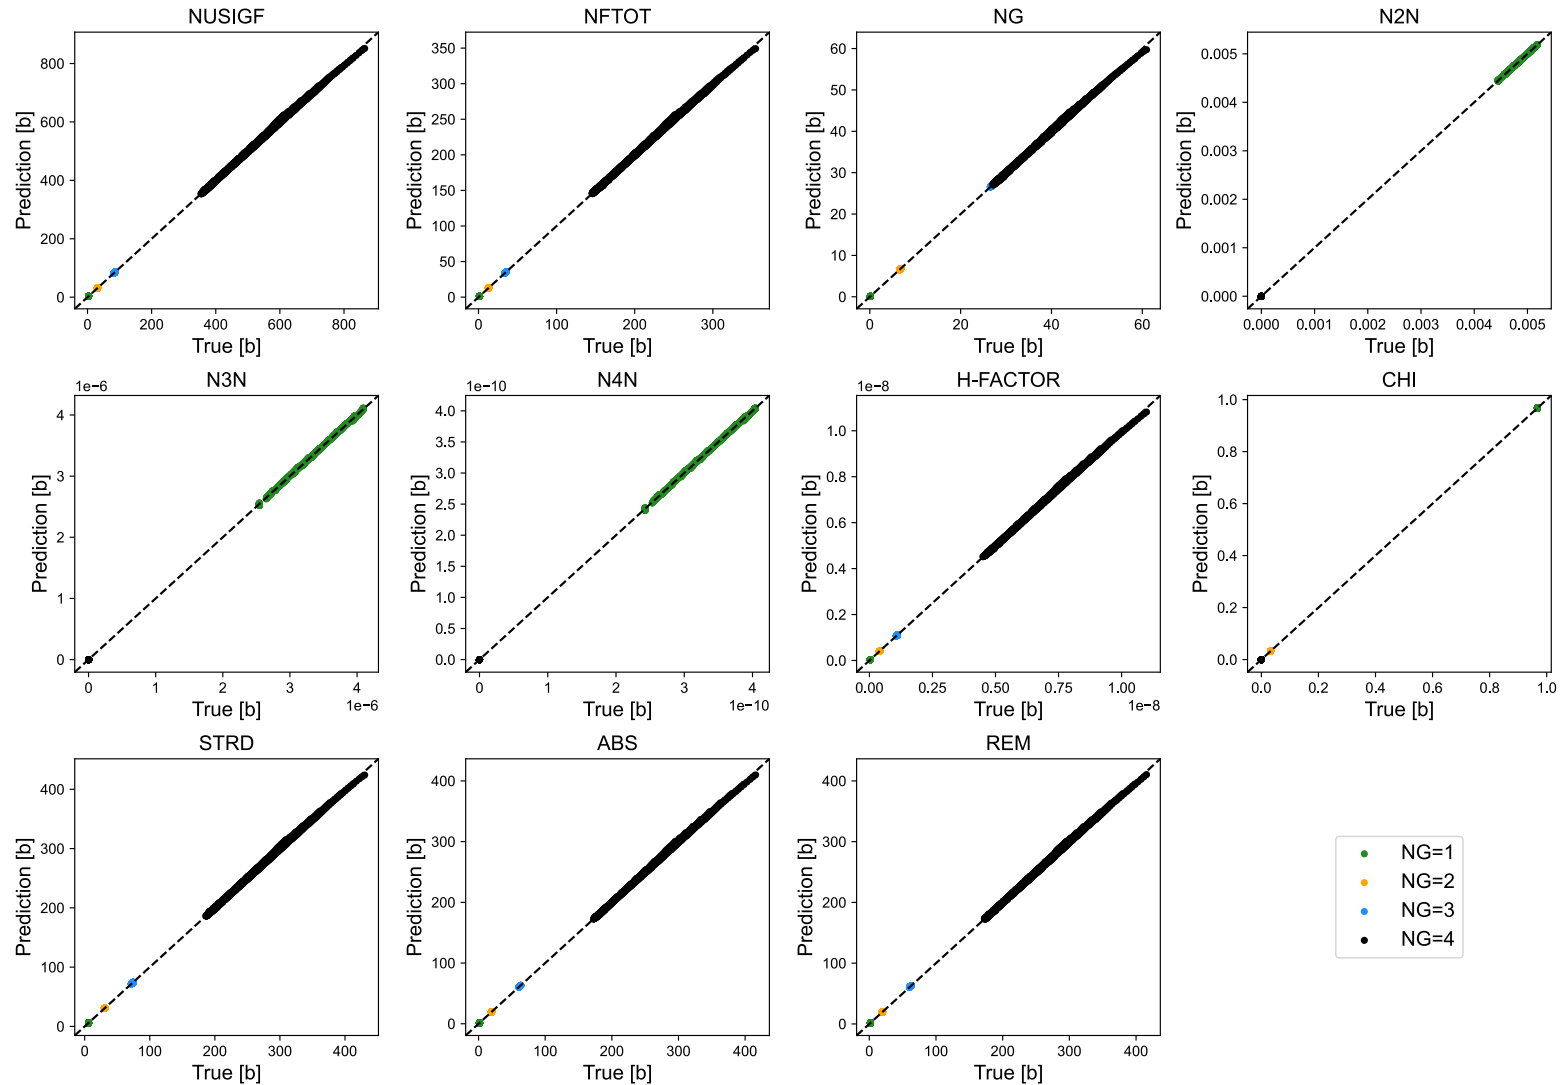 NUSIGF
Prediction [b]
800
600
400
200
0
0 200 400 600 800
True [b]
NFTOT
Prediction [b]
350
300
250
200
150
100
50
0
0 100 200 300
True [b]
NG
Prediction [b]
60
50
40
30
20
10
0
0 20 40 60
True [b]
N2N
Prediction [b]
0.005
0.004
0.003
0.002
0.001
0.000
0.000 0.001 0.002 0.003 0.004 0.005
True [b]
N3N
1e−6
Prediction [b]
4
3
2
1
0
0 1 2 3 4
True [b]
1e−6
N4N
1e−10
Prediction [b]
4.0
3.5
3.0
2.5
2.0
1.5
1.0
0.5
0.0
0 1 2 3 4
True [b]
1e−10
H-FACTOR
1e−8
Prediction [b]
1.0
0.8
0.6
0.4
0.2
0.0
0.00 0.25 0.50 0.75 1.00
True [b]
1e−8
CHI
Prediction [b]
1.0
0.8
0.6
0.4
0.2
0.0
0.0 0.2 0.4 0.6 0.8 1.0
True [b]
STRD
Prediction [b]
400
300
200
100
0
0 100 200 300 400
True [b]
ABS
Prediction [b]
400
300
200
100
0
0 100 200 300 400
True [b]
REM
Prediction [b]
400
300
200
100
0
0 100 200 300 400
True [b]
NG=1
NG=2
NG=3
NG=4